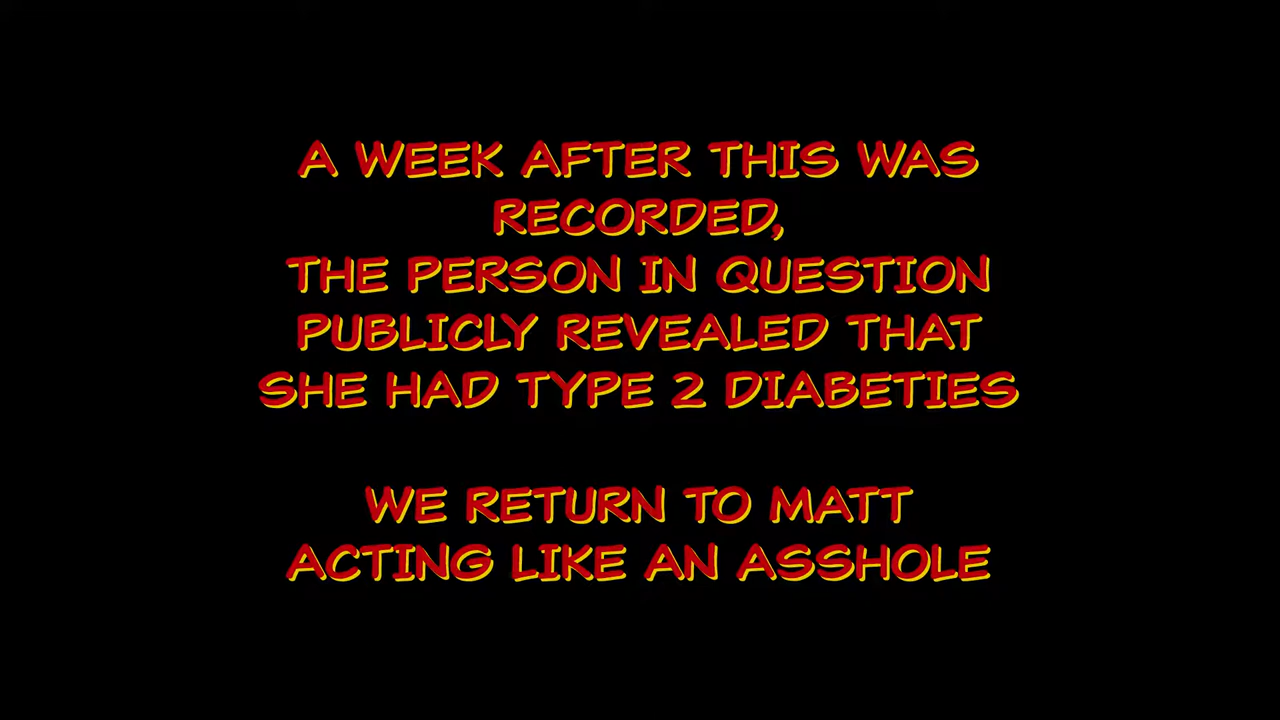 A WEEK AFTER THIS WAS
RECORDED,
THE PERSON IN QUESTION
PUBLICLY REVEALED THAT
SHE HAD TYPE 2 DIABETIES
WE RETURN TO MATT
ACTING LIKE AN ASSHOLE